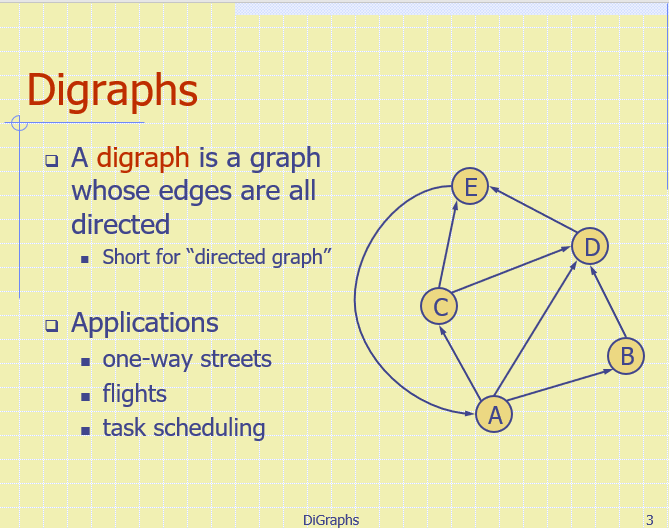 Digraphs
A digraph is a graph
whose edges are all
directed
Short for “directed graph”
Applications
one-way streets
flights
task scheduling
E
D
C
B
A
DiGraphs
3